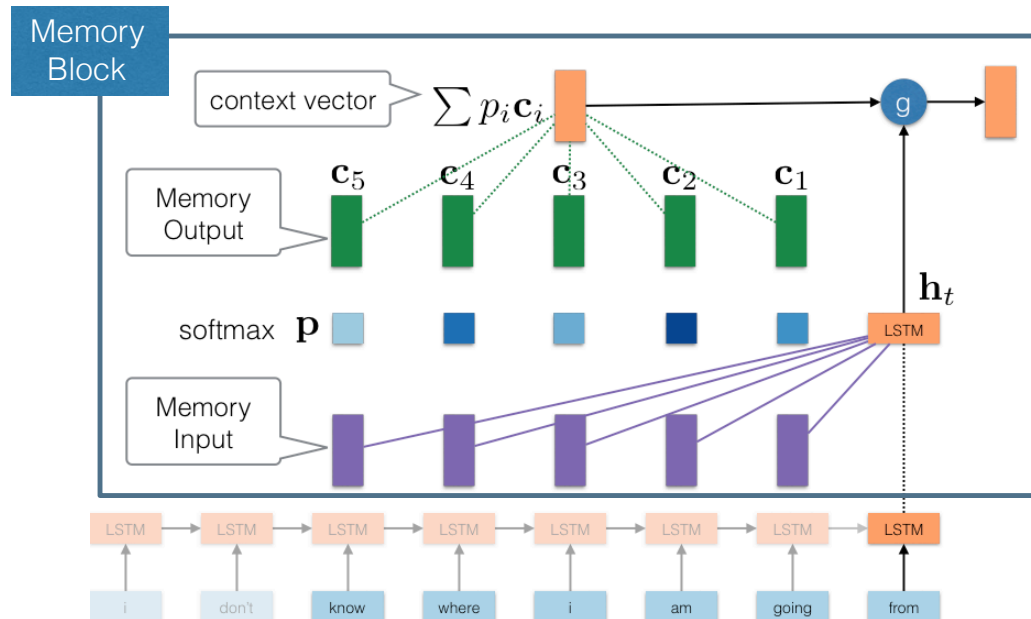 Memory
Block
context vector
∑ pᵢcᵢ
g
c₅ c₄ c₃ c₂ c₁
Memory
Output
hₜ
softmax p
LSTM
Memory
Input
LSTM LSTM LSTM LSTM LSTM LSTM LSTM LSTM
i don't know where i am going from